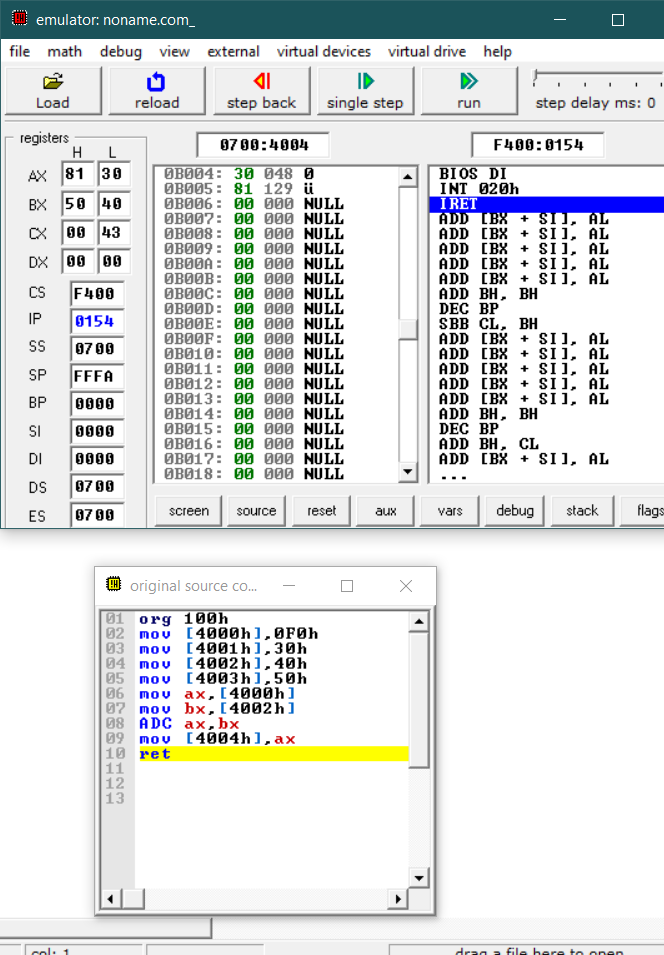 emulator: noname.com_
file math debug view external virtual devices virtual drive help
Load reload step back single step run step delay ms: 0
registers
H L
AX 81 30
BX 50 40
CX 00 43
DX 00 00
CS F400
IP 0154
SS 0700
SP FFFA
BP 0000
SI 0000
DI 0000
DS 0700
ES 0700
0700:4004
0B004: 30 048 0
0B005: 81 129 ü
0B006: 00 000 NULL
0B007: 00 000 NULL
0B008: 00 000 NULL
0B009: 00 000 NULL
0B00A: 00 000 NULL
0B00B: 00 000 NULL
0B00C: 00 000 NULL
0B00D: 00 000 NULL
0B00E: 00 000 NULL
0B00F: 00 000 NULL
0B010: 00 000 NULL
0B011: 00 000 NULL
0B012: 00 000 NULL
0B013: 00 000 NULL
0B014: 00 000 NULL
0B015: 00 000 NULL
0B016: 00 000 NULL
0B017: 00 000 NULL
0B018: 00 000 NULL
F400:0154
BIOS DI
INT 020h
IRET
ADD [BX + SI], AL
ADD [BX + SI], AL
ADD [BX + SI], AL
ADD [BX + SI], AL
ADD [BX + SI], AL
ADD BH, BH
DEC BP
SBB CL, BH
ADD [BX + SI], AL
ADD [BX + SI], AL
ADD [BX + SI], AL
ADD [BX + SI], AL
ADD [BX + SI], AL
ADD BH, BH
DEC BP
ADD BH, CL
ADD [BX + SI], AL
...
screen source reset aux vars debug stack flags
original source co...
01 org 100h
02 mov [4000h],0F0h
03 mov [4001h],30h
04 mov [4002h],40h
05 mov [4003h],50h
06 mov ax,[4000h]
07 mov bx,[4002h]
08 ADC ax,bx
09 mov [4004h],ax
10 ret
11
12
13
col: 1
drag a file here to open